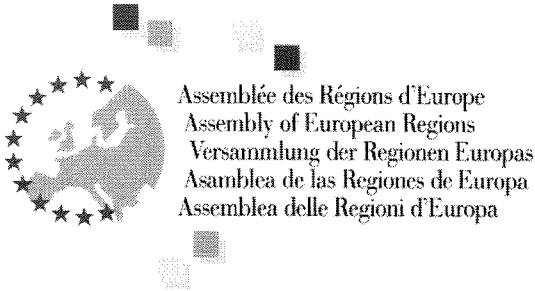 Assemblée des Régions d'Europe
Assembly of European Regions
Versammlung der Regionen Europas
Asamblea de las Regiones de Europa
Assemblea delle Regioni d'Europa